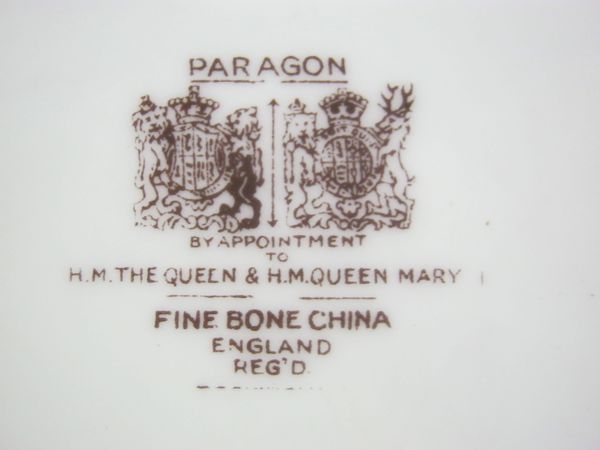 PARAGON
BY APPOINTMENT
TO
H.M. THE QUEEN & H.M. QUEEN MARY
FINE BONE CHINA
ENGLAND
REG'D.